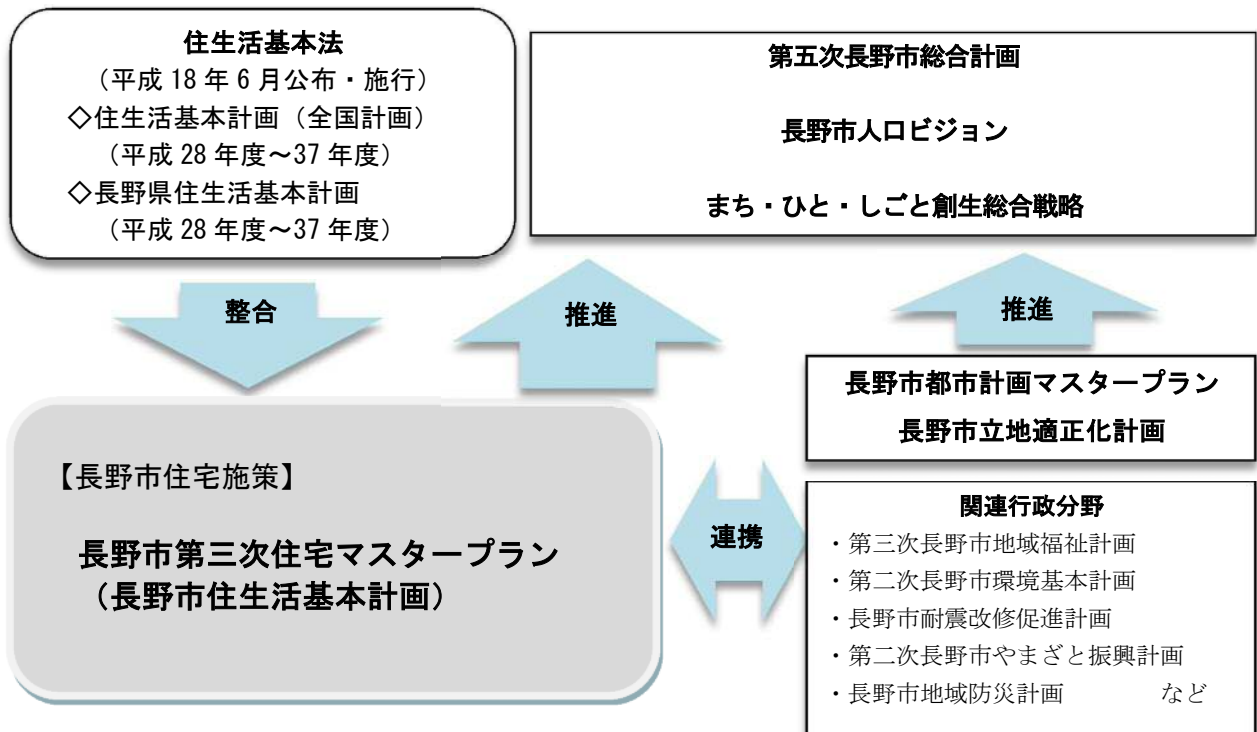 住生活基本法
(平成 18 年 6 月公布・施行)
◇住生活基本計画(全国計画)
(平成 28 年度~37 年度)
◇長野県住生活基本計画
(平成 28 年度~37 年度)
第五次長野市総合計画
長野市人口ビジョン
まち・ひと・しごと創生総合戦略
整合
推進
推進
長野市都市計画マスタープラン
長野市立地適正化計画
【長野市住宅施策】
長野市第三次住宅マスタープラン
(長野市住生活基本計画)
連携
関連行政分野
・第三次長野市地域福祉計画
・第二次長野市環境基本計画
・長野市耐震改修促進計画
・第二次長野市やまざと振興計画
・長野市地域防災計画 など